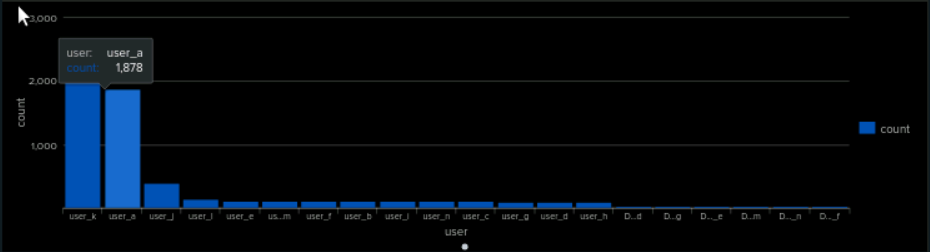 3,000
user: user_a
count: 1,878
2,000
count
count
1,000
user_k user_a user_j user_l user_e us...m user_f user_b user_i user_n user_c user_g user_d user_h D...d D...g D..._e D...m D..._n D..._f
user